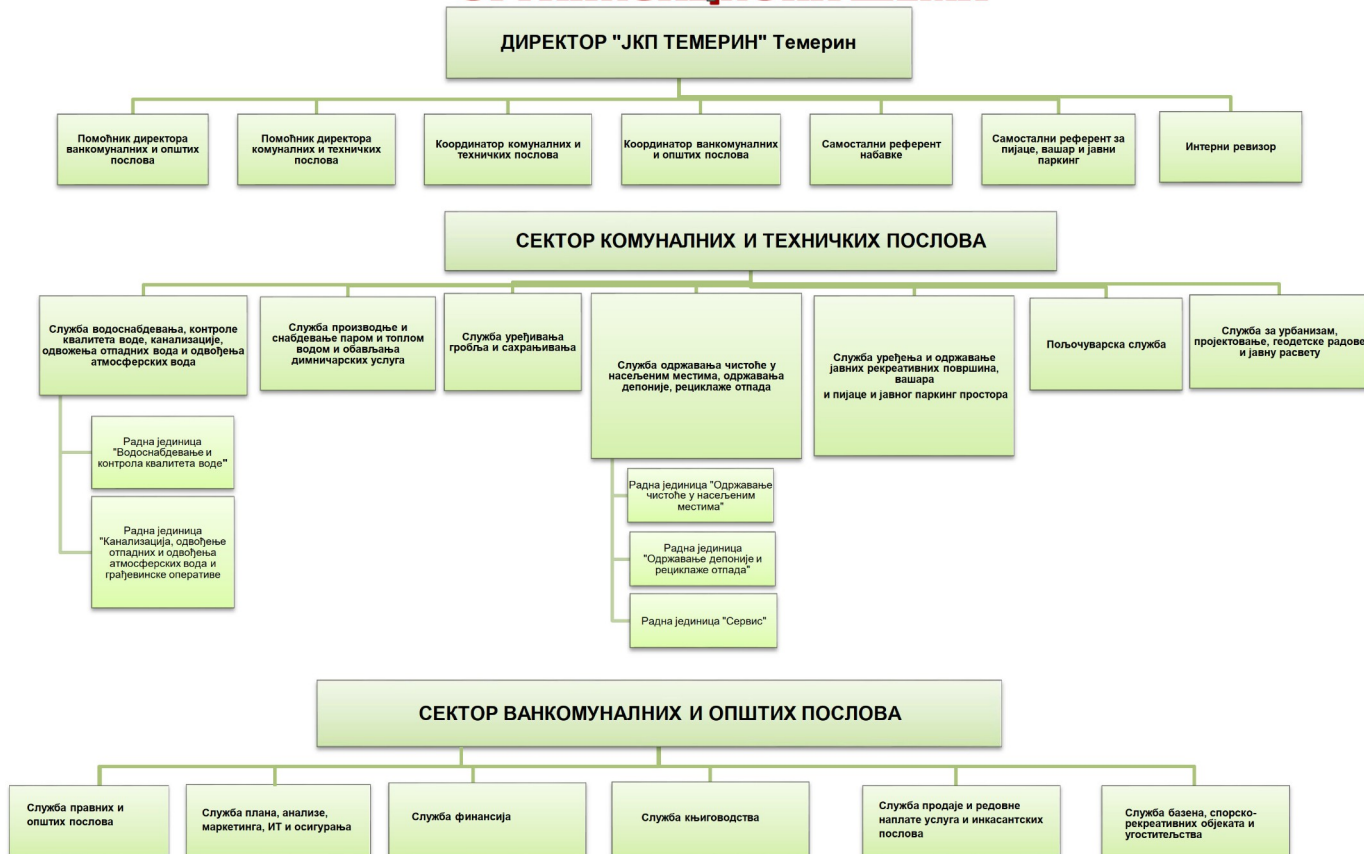 ДИРЕКТОР "ЈКП ТЕМЕРИН" Темерин
Помоћник директора
ванкомуналних и општих
послова
Помоћник директора
комуналних и техничких
послова
Координатор комуналних и
техничких послова
Координатор ванкомуналних
и општих послова
Самостални референт
набавке
Самостални референт за
пијаце, вашар и јавни
паркинг
Интерни ревизор
СЕКТОР КОМУНАЛНИХ И ТЕХНИЧКИХ ПОСЛОВА
Служба водоснабдевања, контроле
квалитета воде, канализације,
одвожења отпадних вода и одвођења
атмосферских вода
Служба производње и
снабдевање паром и топлом
водом и обављања
димничарских услуга
Служба уређивања
гробља и сахрањивања
Служба одржавања чистоће у
насељеним местима, одржавања
депоније, рециклаже отпада
Служба уређења и одржавање
јавних рекреативних површина,
вашара
и пијаце и јавног паркинг простора
Пољочуварска служба
Служба за урбанизам,
пројектовање, геодетске радове
и јавну расвету
Радна јединица
"Водоснабдевање и
контрола квалитета воде"
Радна јединица
"Канализација, одвођење
отпадних и одвођења
атмосферских вода и
грађевинске оперативе
Радна јединица "Одржавање
чистоће у насељеним
местима"
Радна јединица
"Одржавање депоније и
рециклаже отпада"
Радна јединица "Сервис"
СЕКТОР ВАНКОМУНАЛНИХ И ОПШТИХ ПОСЛОВА
Служба правних и
општих послова
Служба плана, анализе,
маркетинга, ИТ и осигурања
Служба финансија
Служба књиговодства
Служба продаје и редовне
наплате услуга и инкасантских
послова
Служба базена, спорско-
рекреативних објеката и
угоститељства